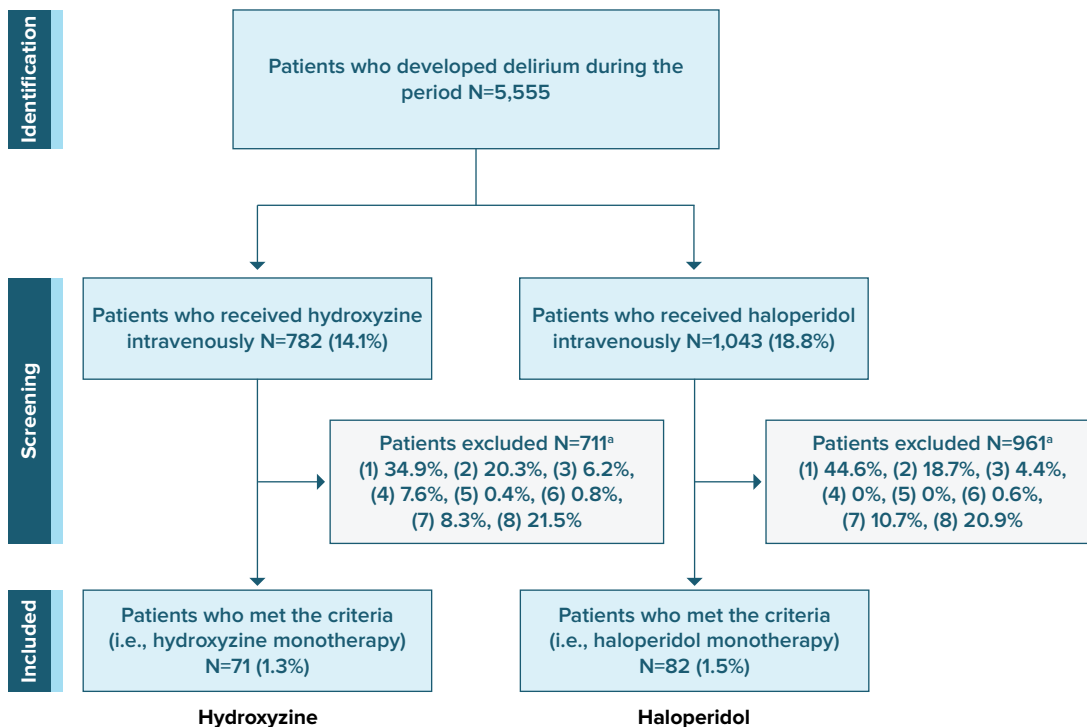 Identification
Patients who developed delirium during the
period N=5,555
Screening
Patients who received hydroxyzine
intravenously N=782 (14.1%)
Patients who received haloperidol
intravenously N=1,043 (18.8%)
Patients excluded N=711ᵃ
(1) 34.9%, (2) 20.3%, (3) 6.2%,
(4) 7.6%, (5) 0.4%, (6) 0.8%,
(7) 8.3%, (8) 21.5%
Patients excluded N=961ᵃ
(1) 44.6%, (2) 18.7%, (3) 4.4%,
(4) 0%, (5) 0%, (6) 0.6%,
(7) 10.7%, (8) 20.9%
Included
Patients who met the criteria
(i.e., hydroxyzine monotherapy)
N=71 (1.3%)
Patients who met the criteria
(i.e., haloperidol monotherapy)
N=82 (1.5%)
Hydroxyzine
Haloperidol